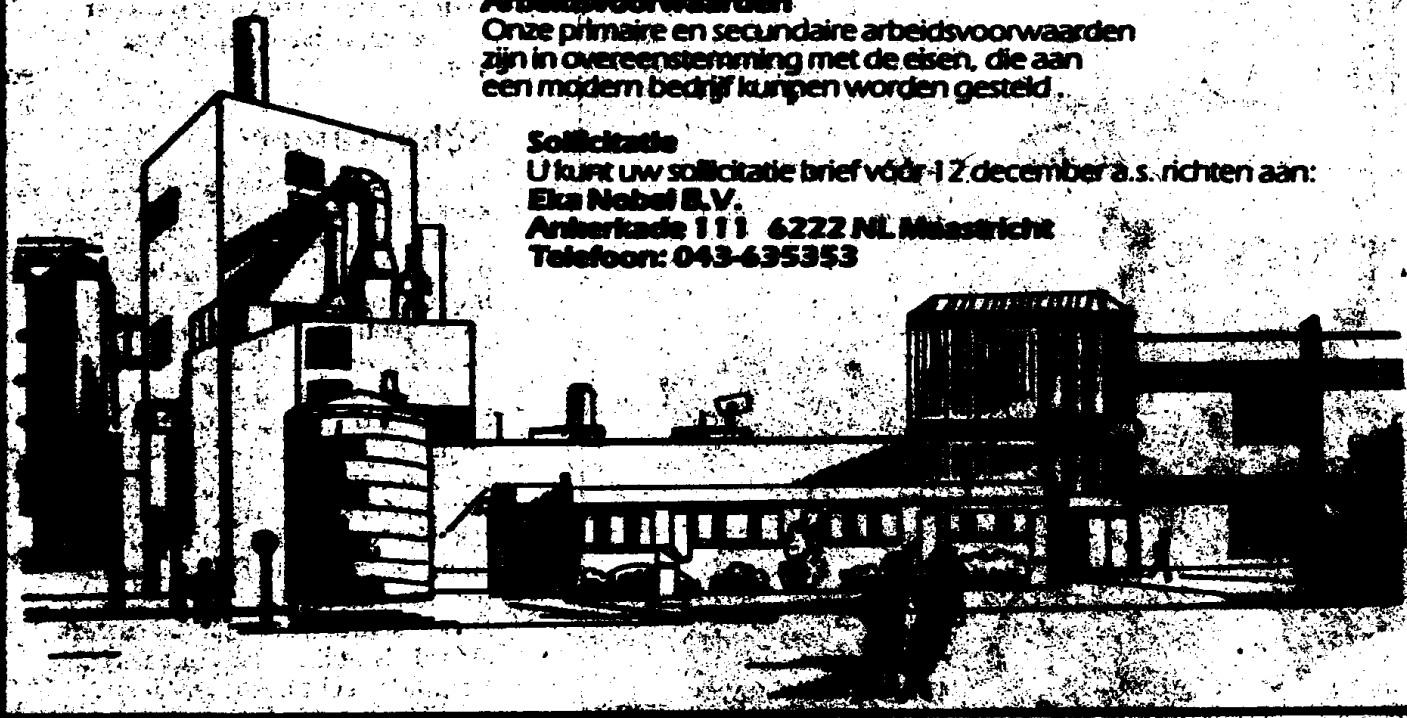 Arbeidsvoorwaarden
Onze primaire en secundaire arbeidsvoorwaarden
zijn in overeenstemming met de eisen, die aan
een modern bedrijf kunnen worden gesteld.
Sollicitatie
U kunt uw sollicitatie brief vóór 12 december a.s. richten aan:
Eka Nobel B.V.
Ankerkade 111 6222 NL Maastricht
Telefoon: 043-635353